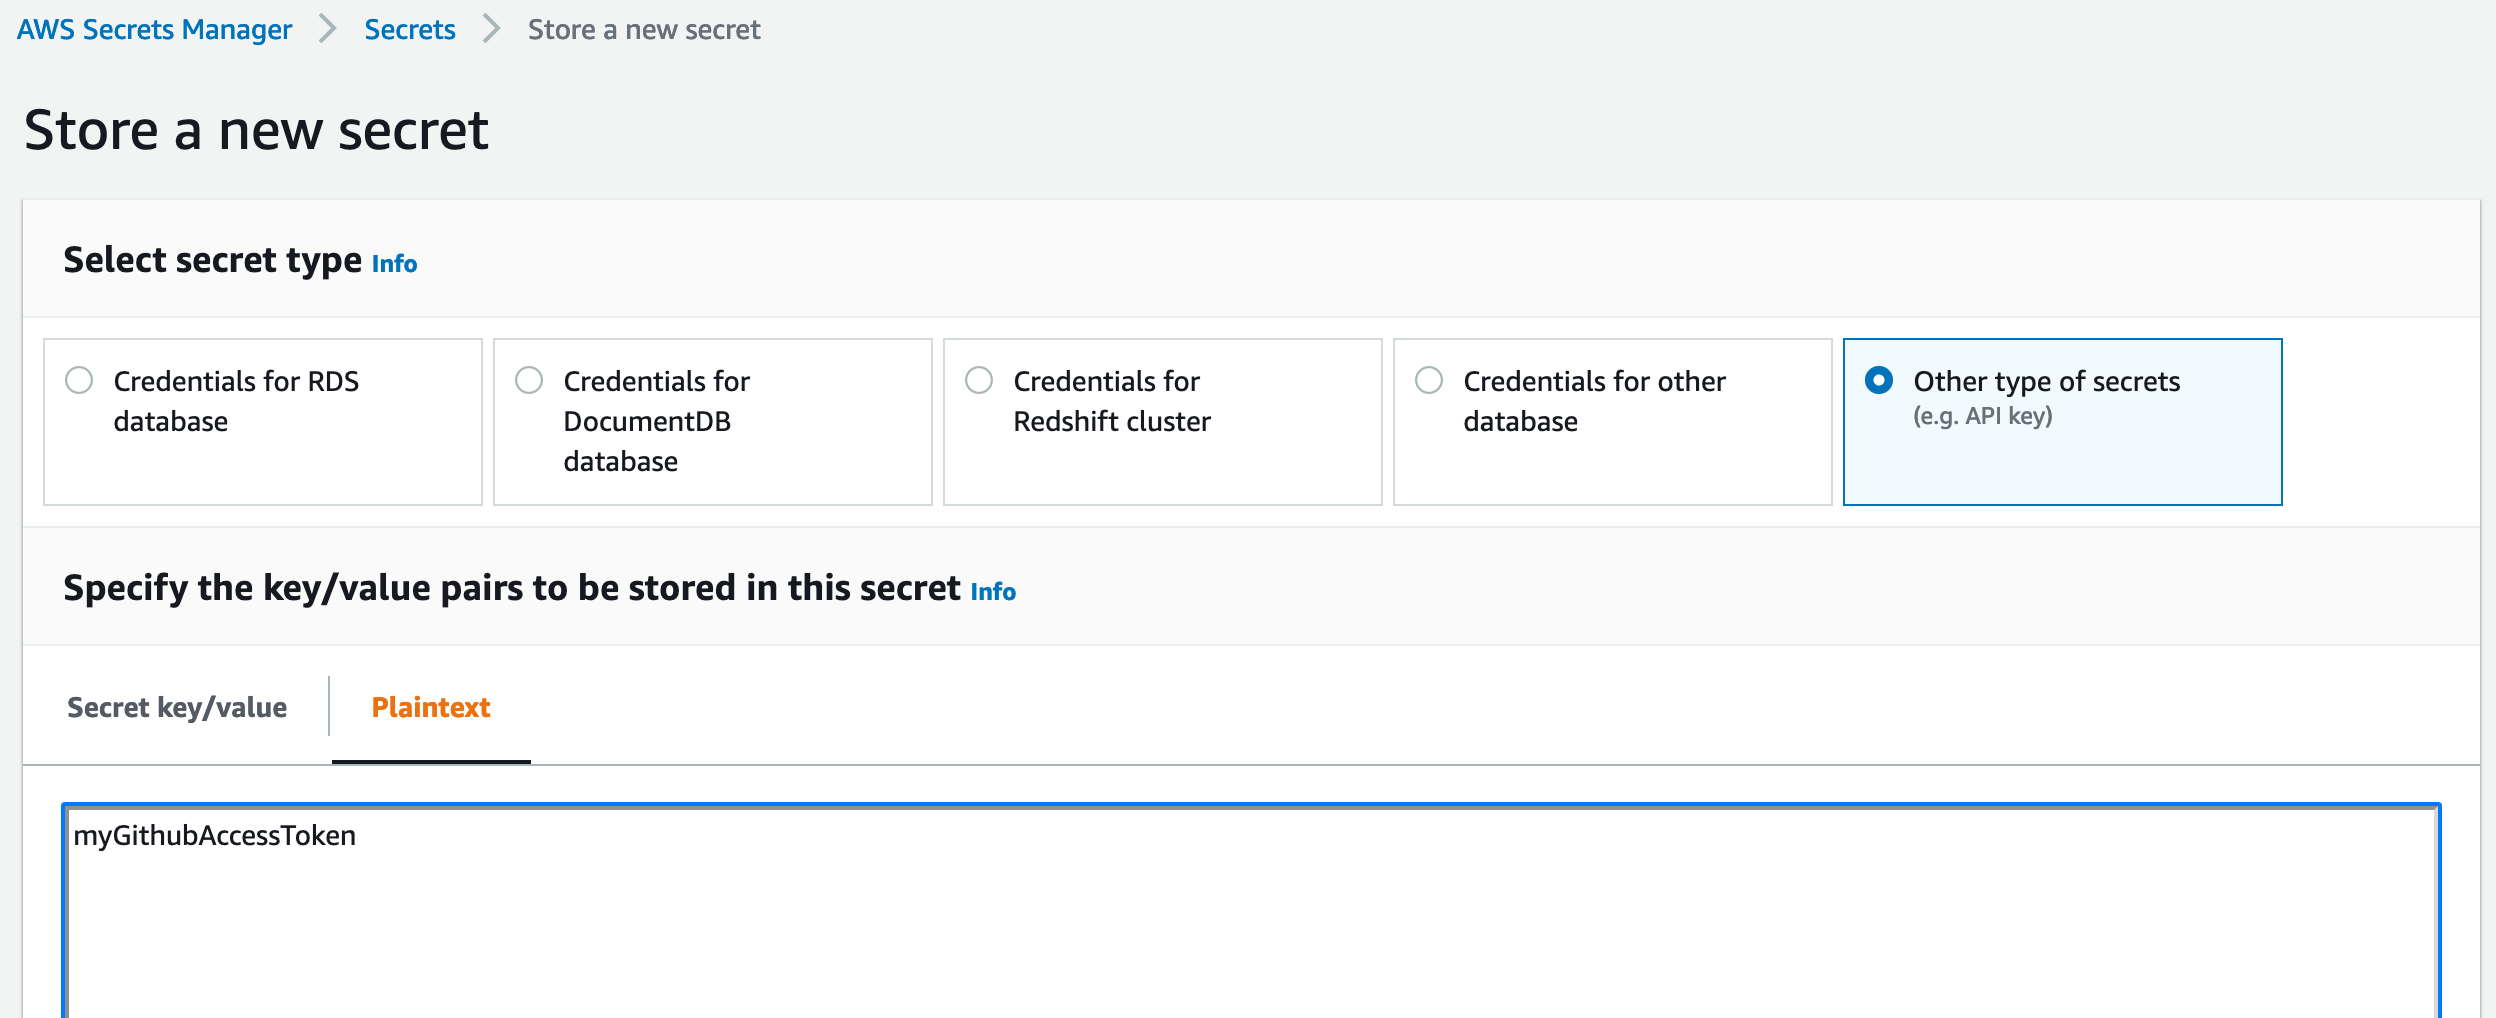 AWS Secrets Manager > Secrets > Store a new secret
Store a new secret
Select secret type Info
Credentials for RDS
database
Credentials for
DocumentDB
database
Credentials for
Redshift cluster
Credentials for other
database
Other type of secrets
(e.g. API key)
Specify the key/value pairs to be stored in this secret Info
Secret key/value
Plaintext
myGithubAccessToken